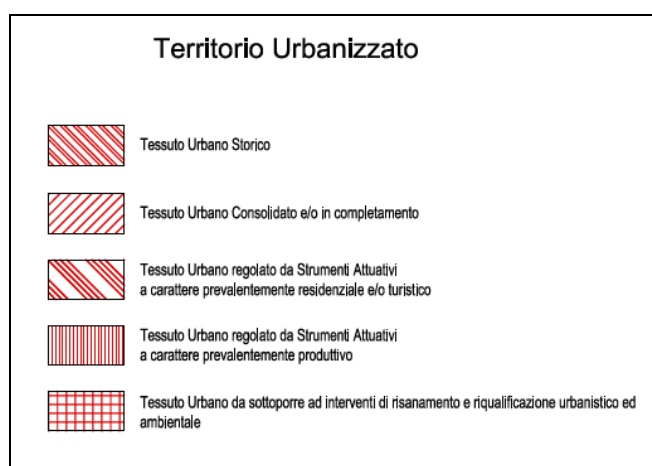 Territorio Urbanizzato
Tessuto Urbano Storico
Tessuto Urbano Consolidato e/o in completamento
Tessuto Urbano regolato da Strumenti Attuativi
a carattere prevalentemente residenziale e/o turistico
Tessuto Urbano regolato da Strumenti Attuativi
a carattere prevalentemente produttivo
Tessuto Urbano da sottoporre ad interventi di risanamento e riqualificazione urbanistico ed
ambientale